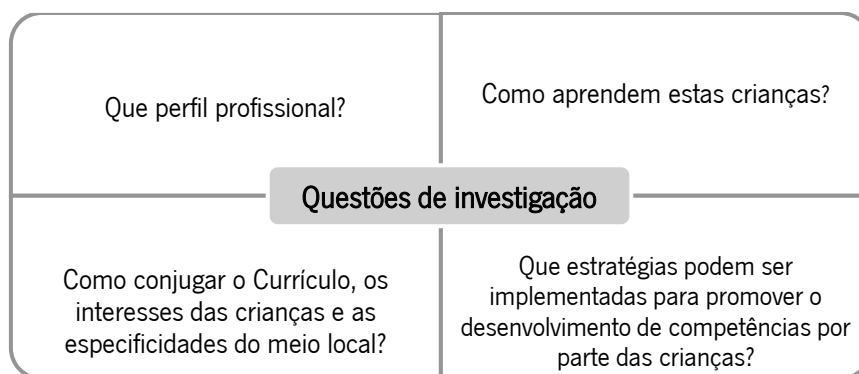 Que perfil profissional?
Como aprendem estas crianças?
Questões de investigação
Como conjugar o Currículo, os
interesses das crianças e as
especificidades do meio local?
Que estratégias podem ser
implementadas para promover o
desenvolvimento de competências por
parte das crianças?